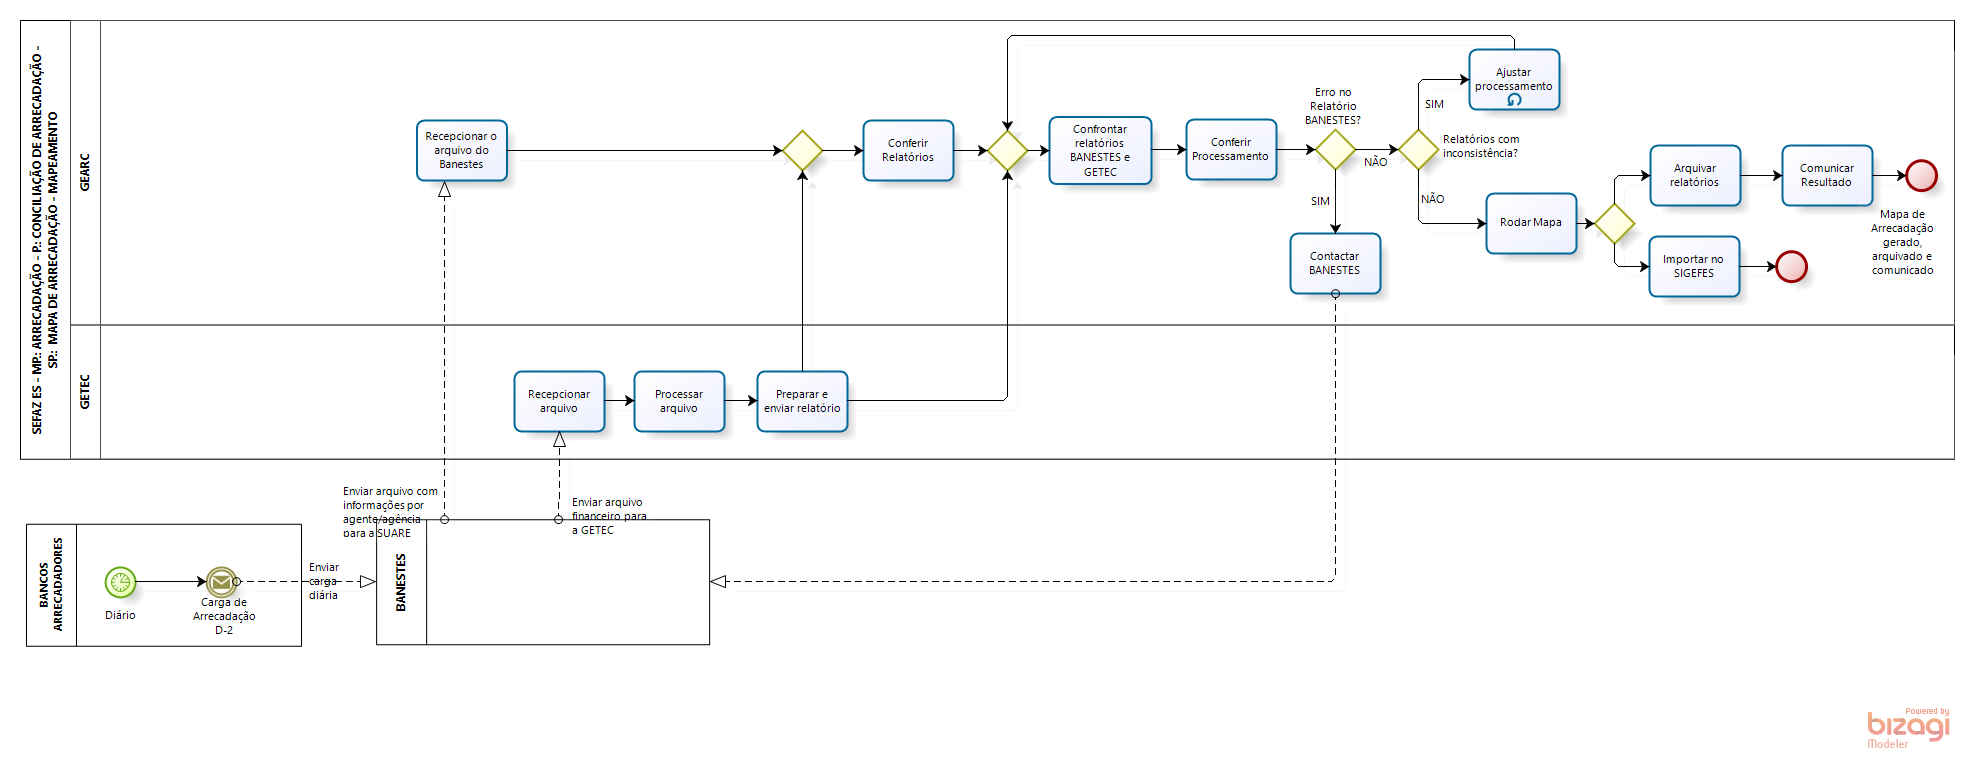 SEFAZ ES - MP.: ARRECADAÇÃO - P.: CONCILIAÇÃO DE ARRECADAÇÃO -
SP.: MAPA DE ARRECADAÇÃO - MAPEAMENTO
GEARC
Recepcionar o
arquivo do
Banestes
Conferir
Relatórios
Confrontar
relatórios
BANESTES e
GETEC
Conferir
Processamento
Erro no
Relatório
BANESTES?
NÃO
SIM
Contactar
BANESTES
Relatórios com
inconsistência?
SIM
Ajustar
processamento
NÃO
Rodar Mapa
Arquivar
relatórios
Comunicar
Resultado
Mapa de
Arrecadação
gerado,
arquivado e
comunicado
Importar no
SIGEFES
GETEC
Recepcionar
arquivo
Processar
arquivo
Preparar e
enviar relatório
Enviar arquivo com
informações por
agente/agência
para a SUARE
Enviar arquivo
financeiro para
a GETEC
BANCOS
ARRECADADORES
Diário
Carga de
Arrecadação
D-2
Enviar
carga
diária
BANESTES
Powered by
bizagi
Modeler